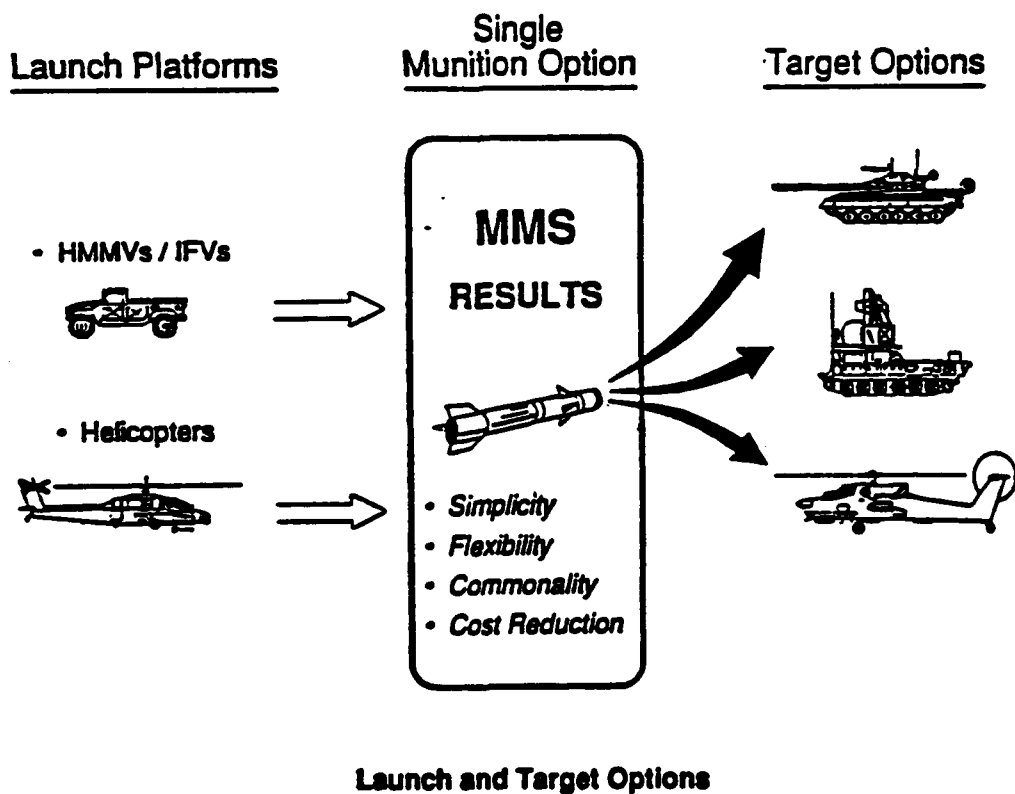 Launch Platforms
Single
Munition Option
Target Options
• HMMVs / IFVs
• Helicopters
MMS
RESULTS
• Simplicity
• Flexibility
• Commonality
• Cost Reduction
Launch and Target Options